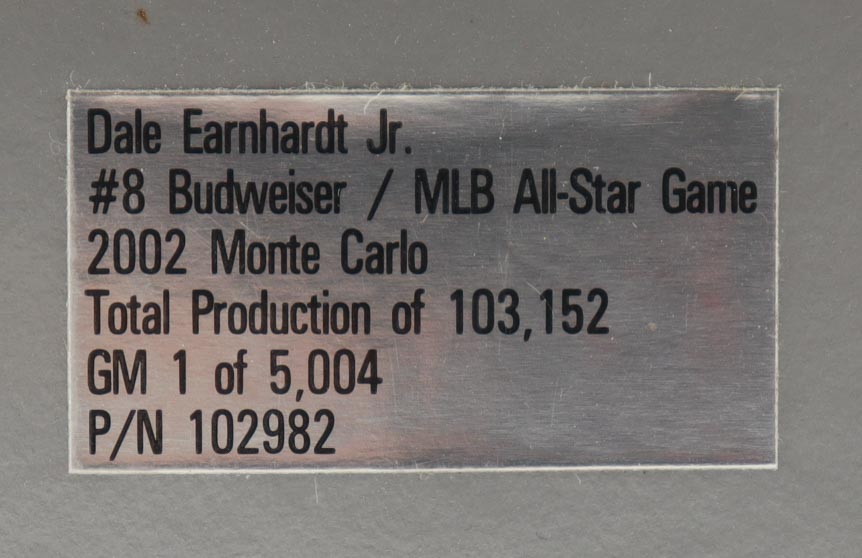 Dale Earnhardt Jr.
#8 Budweiser / MLB All-Star Game
2002 Monte Carlo
Total Production of 103,152
GM 1 of 5,004
P/N 102982